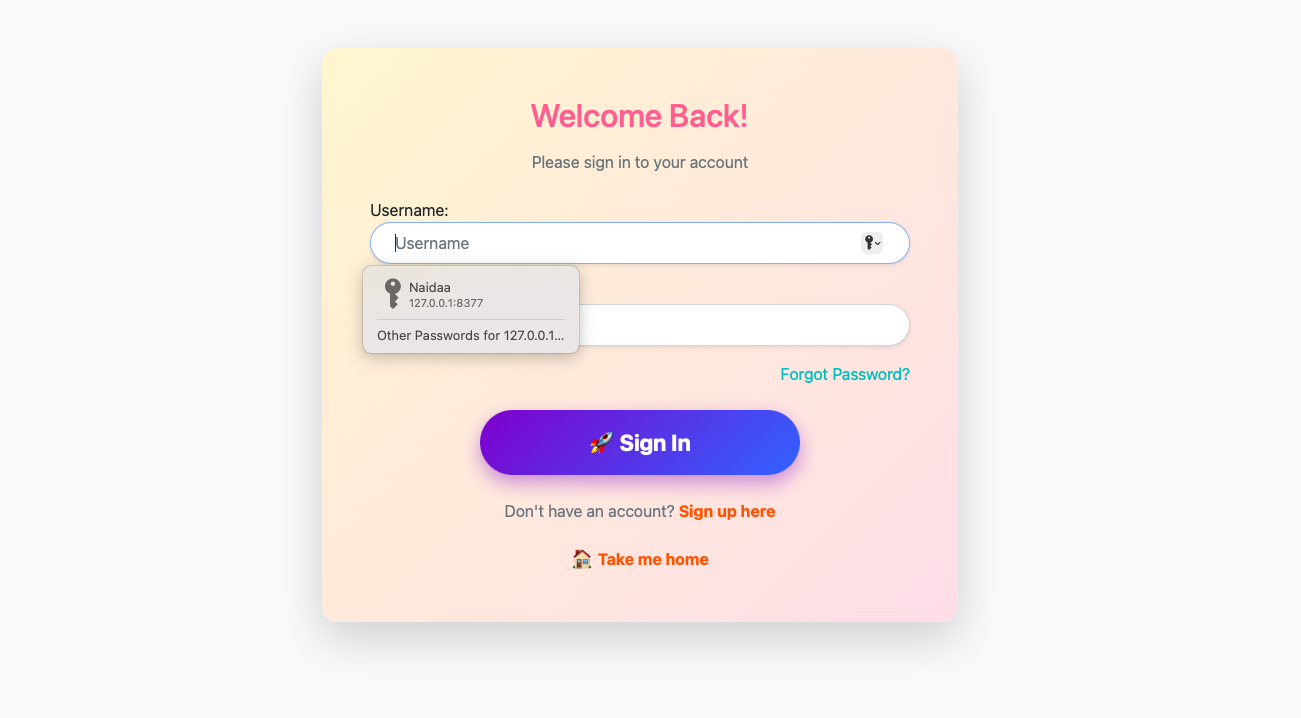 Welcome Back!
Please sign in to your account
Username:
Username
Naidaa
127.0.0.1:8377
Other Passwords for 127.0.0.1...
Forgot Password?
🚀 Sign In
Don't have an account? Sign up here
🏠 Take me home